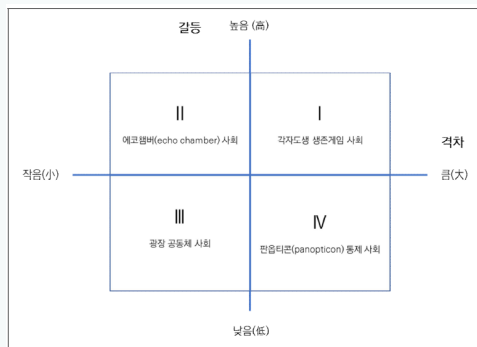 갈등
높음 (高)
Ⅱ
에코챔버(echo chamber) 사회
Ⅰ
각자도생 생존게임 사회
격차
작음(小)
큼(大)
Ⅲ
광장 공동체 사회
Ⅳ
판옵티콘(panopticon) 통제 사회
낮음(低)